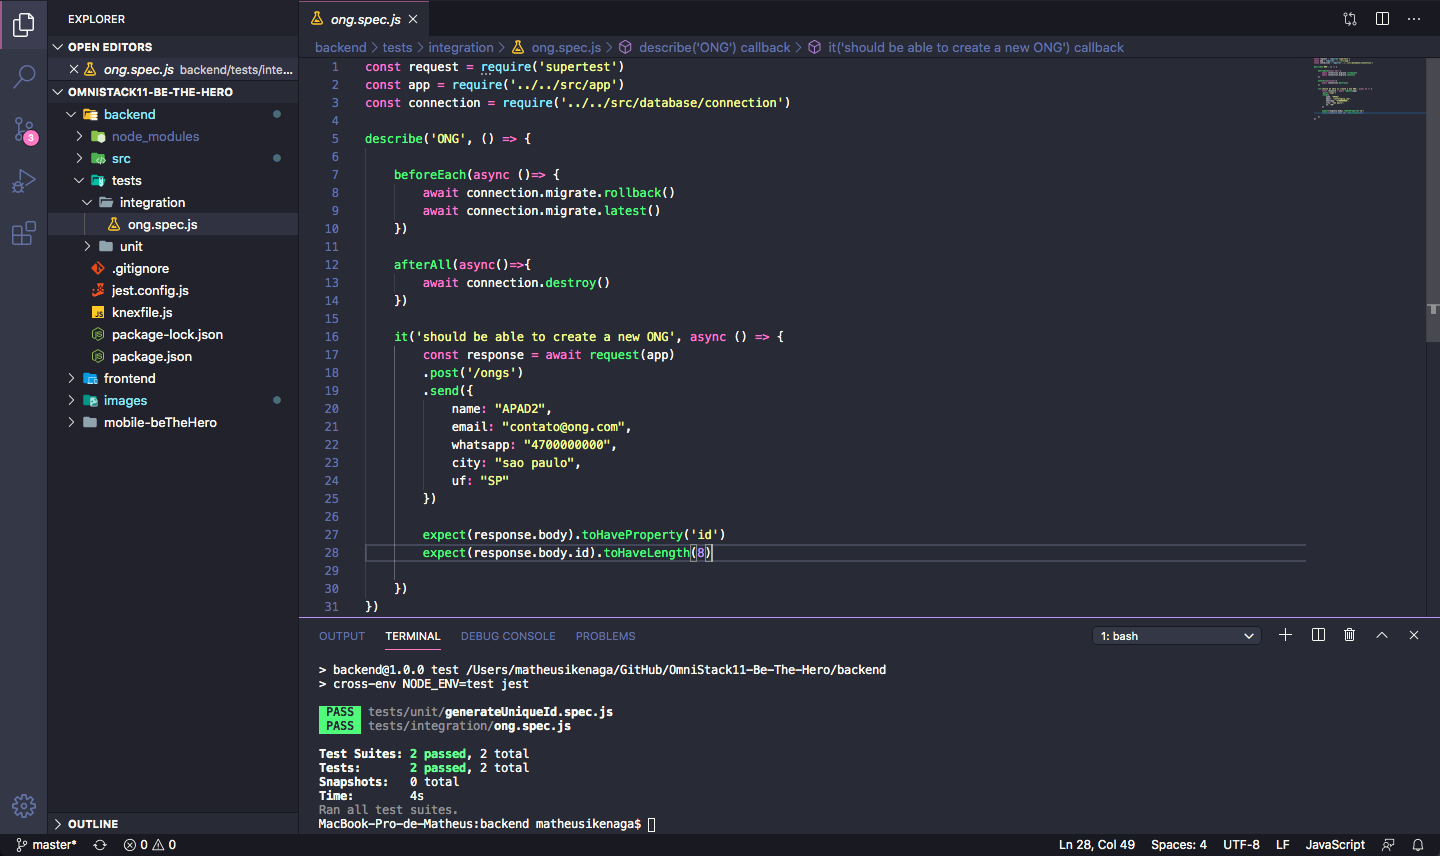 EXPLORER
OPEN EDITORS
ong.spec.js backend/tests/inte...
OMNISTACK11-BE-THE-HERO
backend
node_modules
src
tests
integration
ong.spec.js
unit
.gitignore
jest.config.js
JS knexfile.js
package-lock.json
package.json
frontend
images
mobile-beTheHero
OUTLINE
3
ong.spec.js
backend > tests > integration > ong.spec.js > describe('ONG') callback > it('should be able to create a new ONG') callback
1 const request = require('supertest')
2 const app = require('../../src/app')
3 const connection = require('../../src/database/connection')
4
5 describe('ONG', () => {
6
7 beforeEach(async ()=> {
8 await connection.migrate.rollback()
9 await connection.migrate.latest()
10 })
11
12 afterAll(async()=>{
13 await connection.destroy()
14 })
15
16 it('should be able to create a new ONG', async () => {
17 const response = await request(app)
18 .post('/ongs')
19 .send({
20 name: "APAD2",
21 email: "contato@ong.com",
22 whatsapp: "4700000000",
23 city: "sao paulo",
24 uf: "SP"
25 })
26
27 expect(response.body).toHaveProperty('id')
28 expect(response.body.id).toHaveLength(8)
29
30 })
31 })
OUTPUT TERMINAL DEBUG CONSOLE PROBLEMS 1: bash
> backend@1.0.0 test /Users/matheusikenaga/GitHub/OmniStack11-Be-The-Hero/backend
> cross-env NODE_ENV=test jest
PASS tests/unit/generateUniqueId.spec.js
PASS tests/integration/ong.spec.js
Test Suites: 2 passed, 2 total
Tests: 2 passed, 2 total
Snapshots: 0 total
Time: 4s
Ran all test suites.
MacBook-Pro-de-Matheus:backend matheusikenaga$
master* 0 0 Ln 28, Col 49 Spaces: 4 UTF-8 LF JavaScript